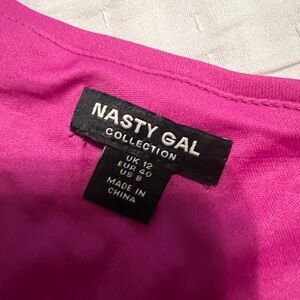 NASTY GAL
COLLECTION
UK 12
EUR 40
US 8
MADE IN
CHINA